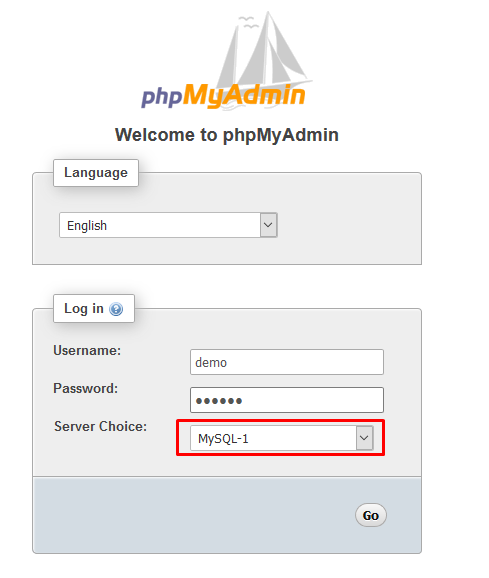 phpMyAdmin
Welcome to phpMyAdmin
Language
English
Log in
Username:
demo
Password:
●●●●●●
Server Choice:
MySQL-1
Go